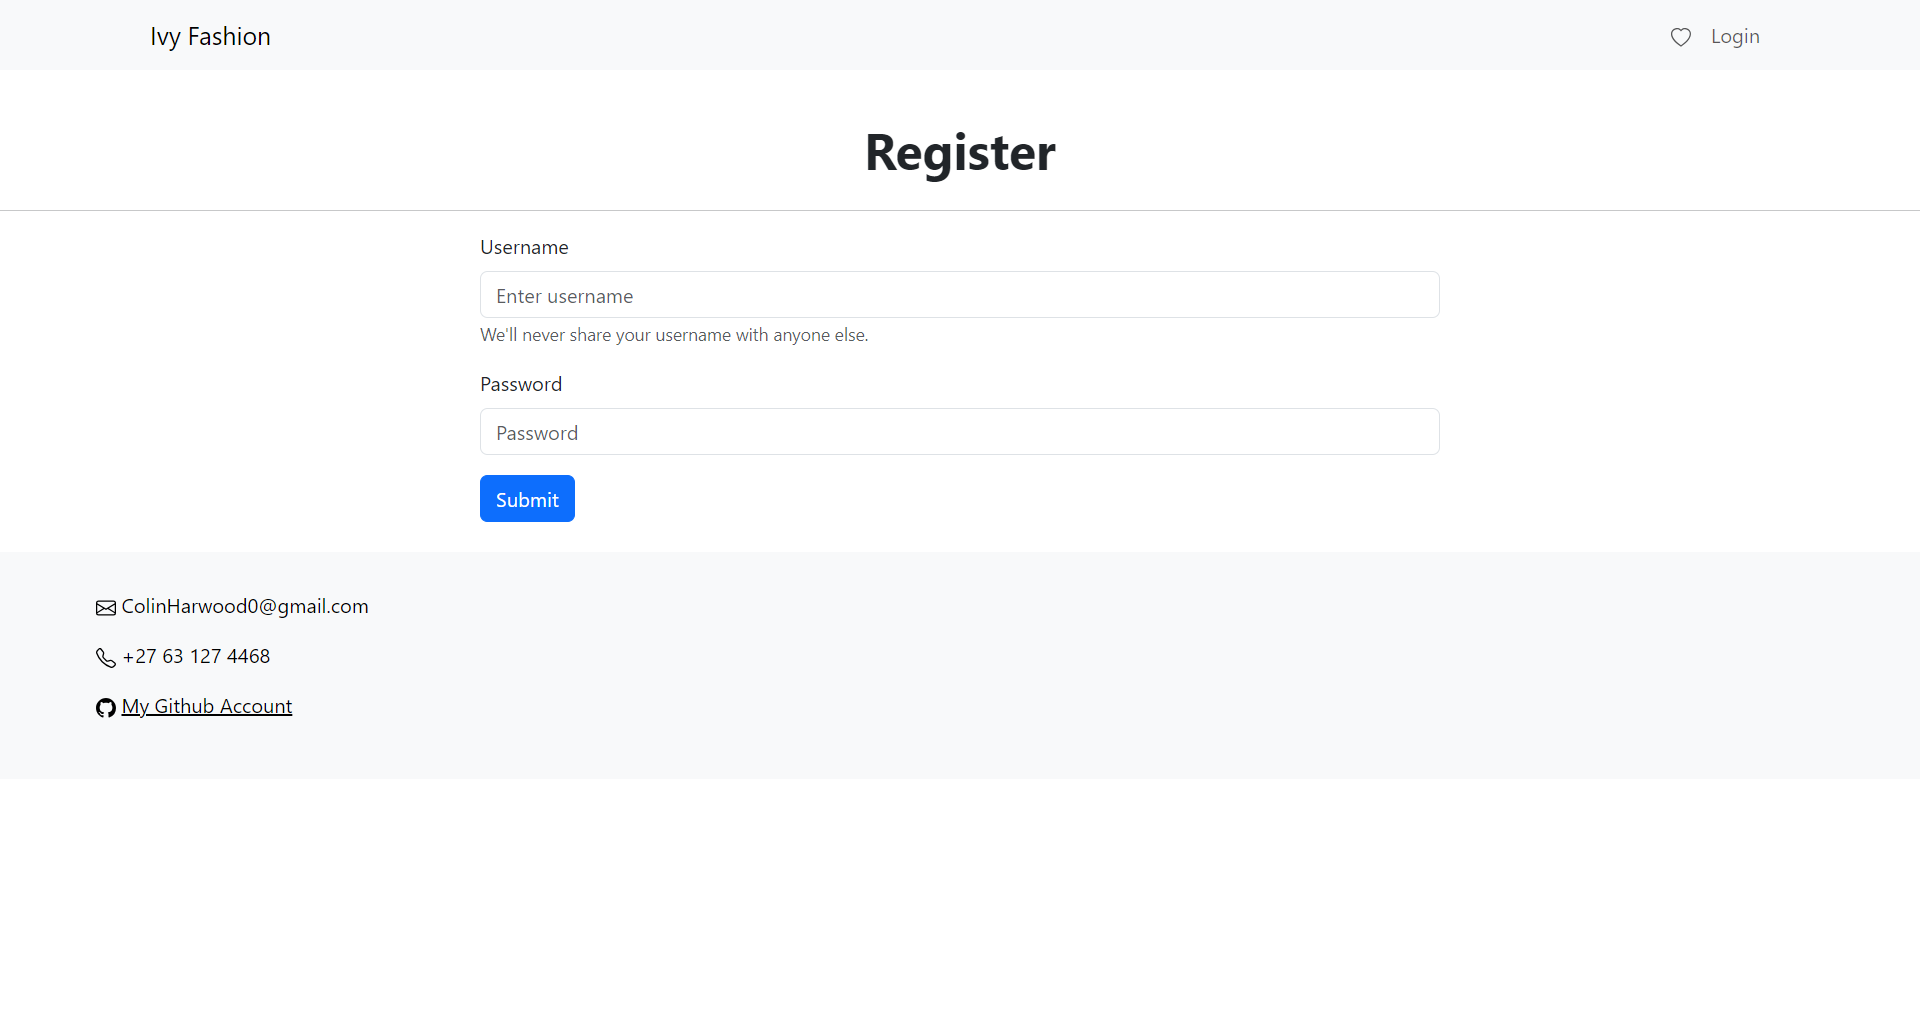 Ivy Fashion
Login
Register
Username
Enter username
We'll never share your username with anyone else.
Password
Password
Submit
ColinHarwood0@gmail.com
+27 63 127 4468
My Github Account